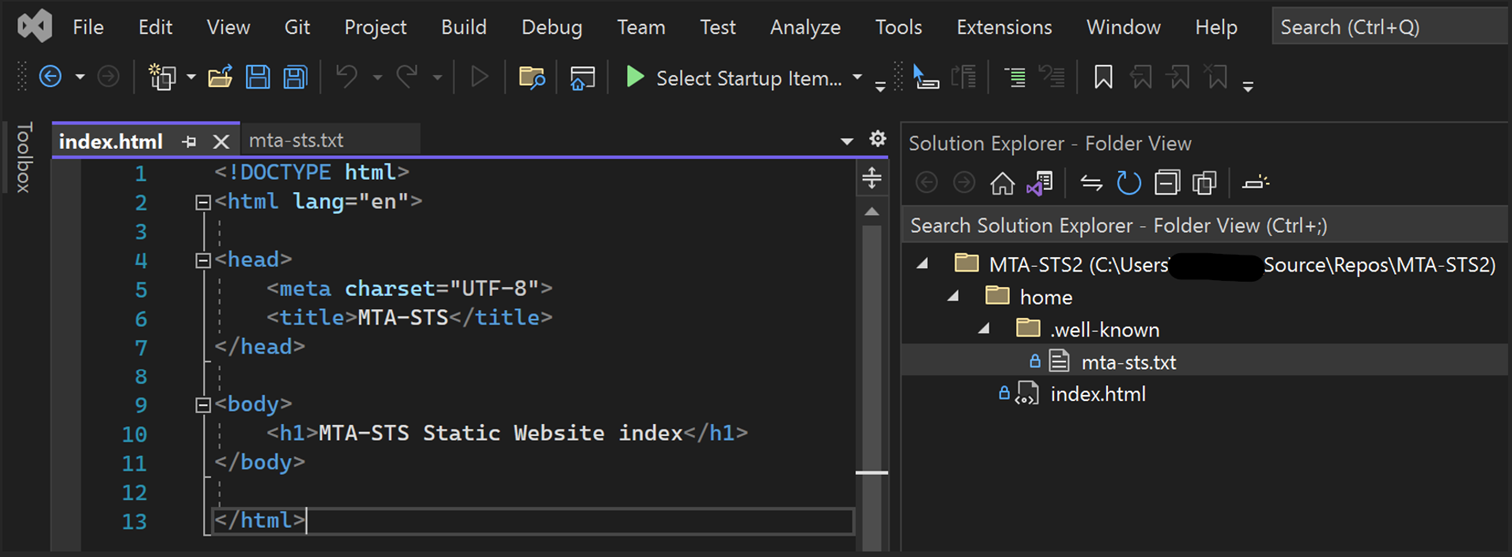 File Edit View Git Project Build Debug Team Test Analyze Tools Extensions Window Help Search (Ctrl+Q)
Select Startup Item...
Toolbox
index.html mta-sts.txt
1 <!DOCTYPE html>
2 <html lang="en">
3
4 <head>
5 <meta charset="UTF-8">
6 <title>MTA-STS</title>
7 </head>
8
9 <body>
10 <h1>MTA-STS Static Website index</h1>
11 </body>
12
13 </html>
Solution Explorer - Folder View
Search Solution Explorer - Folder View (Ctrl+;)
MTA-STS2 (C:\Users\ Source\Repos\MTA-STS2)
home
.well-known
mta-sts.txt
index.html